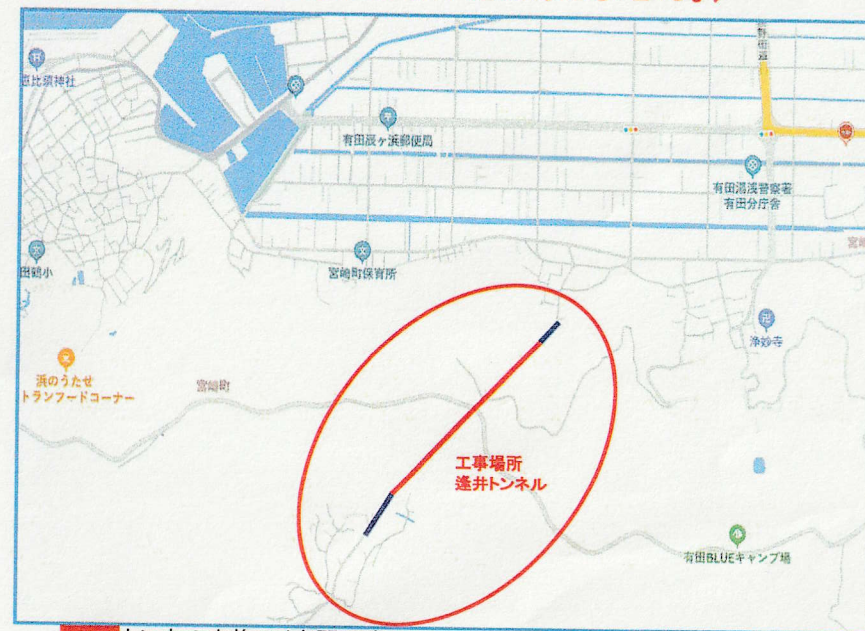 恵比須神社
有田辰ヶ浜郵便局
有田湯浅警察署
有田分庁舎
田鶴小
宮崎町保育所
浄妙寺
浜のうたせ
トランフードコーナー
宮崎町
工事場所
逢井トンネル
有田BLUEキャンプ場